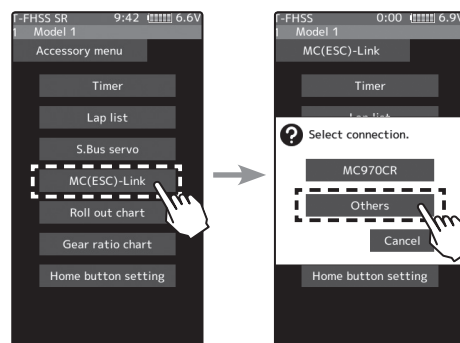 T-FHSS SR 9:42 6.6V
1 Model 1
Accessory menu
Timer
Lap list
S.Bus servo
MC(ESC)-Link
Roll out chart
Gear ratio chart
Home button setting
T-FHSS 0:00 6.9V
1 Model 1
MC(ESC)-Link
Timer
Lap list
? Select connection.
MC970CR
Others
Cancel
Home button setting